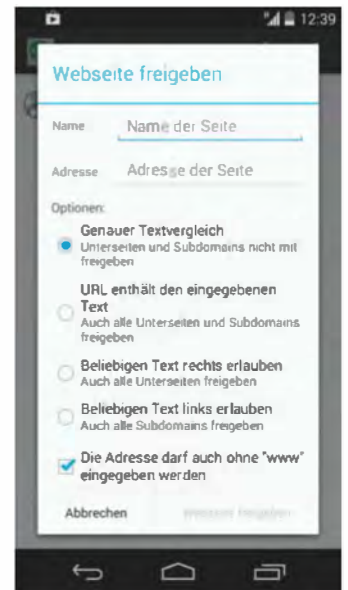 12:39
Webseite freigeben
Name Name der Seite
Adresse Adresse der Seite
Optionen:
Genauer Textvergleich
Unterseiten und Subdomains nicht mit
freigeben
URL enthält den eingegebenen
Text
Auch alle Unterseiten und Subdomains
freigeben
Beliebigen Text rechts erlauben
Auch alle Unterseiten freigeben
Beliebigen Text links erlauben
Auch alle Subdomains freigeben
Die Adresse darf auch ohne "www"
eingegeben werden
Abbrechen Webseite freigeben